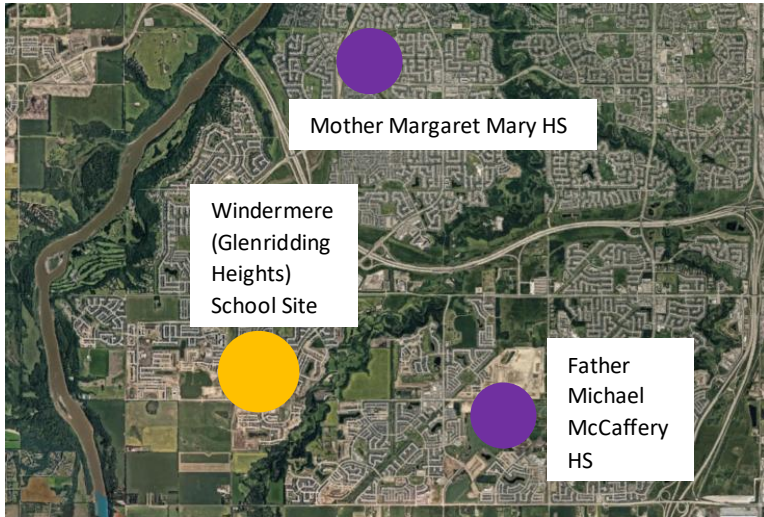 Mother Margaret Mary HS
Windermere
(Glenridding
Heights)
School Site
Father
Michael
McCaffery
HS